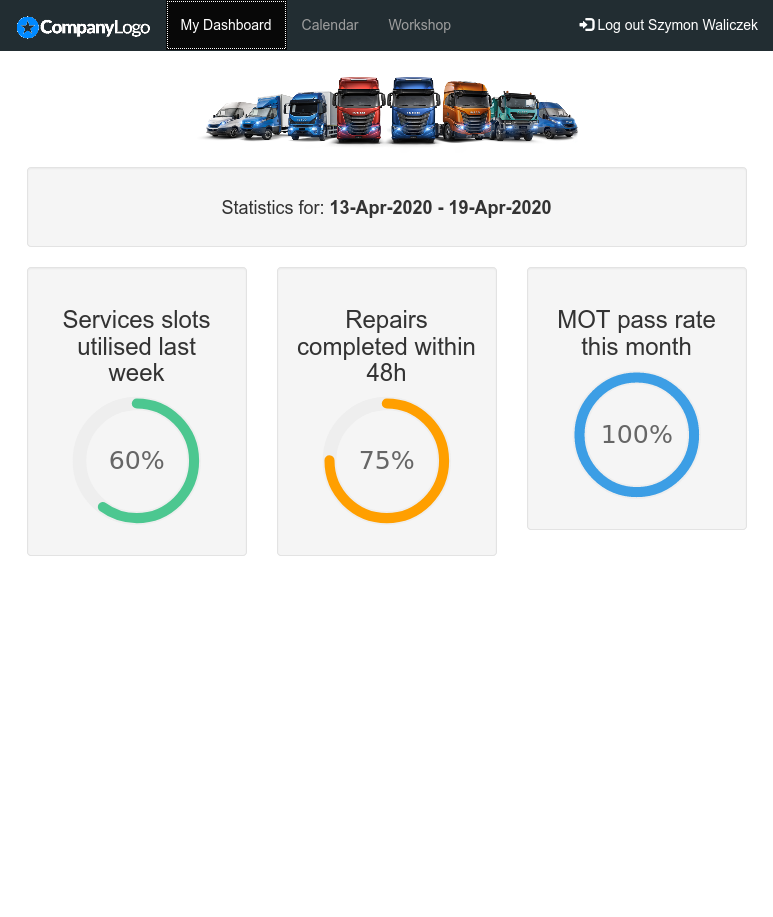 CompanyLogo My Dashboard Calendar Workshop Log out Szymon Waliczek
Statistics for: 13-Apr-2020 - 19-Apr-2020
Services slots
utilised last
week
60%
Repairs
completed within
48h
75%
MOT pass rate
this month
100%